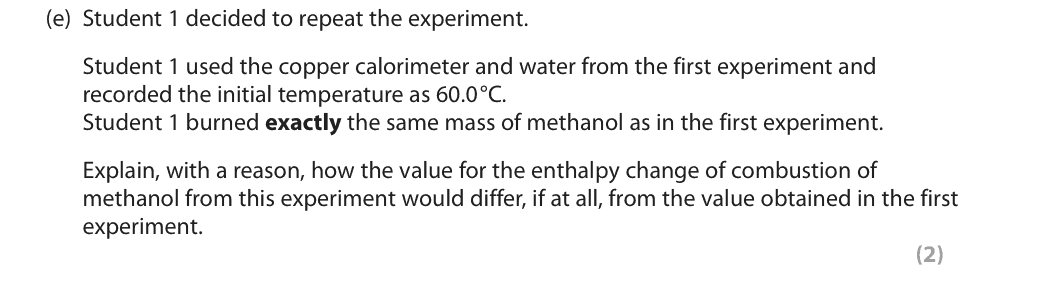 (e) Student 1 decided to repeat the experiment.
Student 1 used the copper calorimeter and water from the first experiment and
recorded the initial temperature as 60.0°C.
Student 1 burned exactly the same mass of methanol as in the first experiment.
Explain, with a reason, how the value for the enthalpy change of combustion of
methanol from this experiment would differ, if at all, from the value obtained in the first
experiment.
(2)